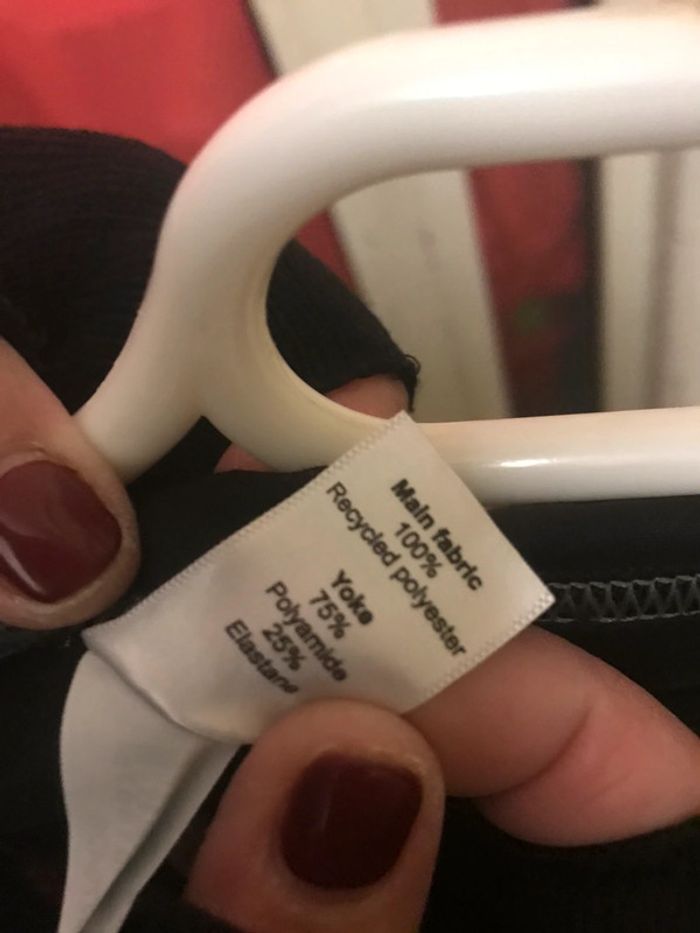 Main fabric
100%
Recycled polyester
Yoke
75%
Polyamide
25%
Elastane